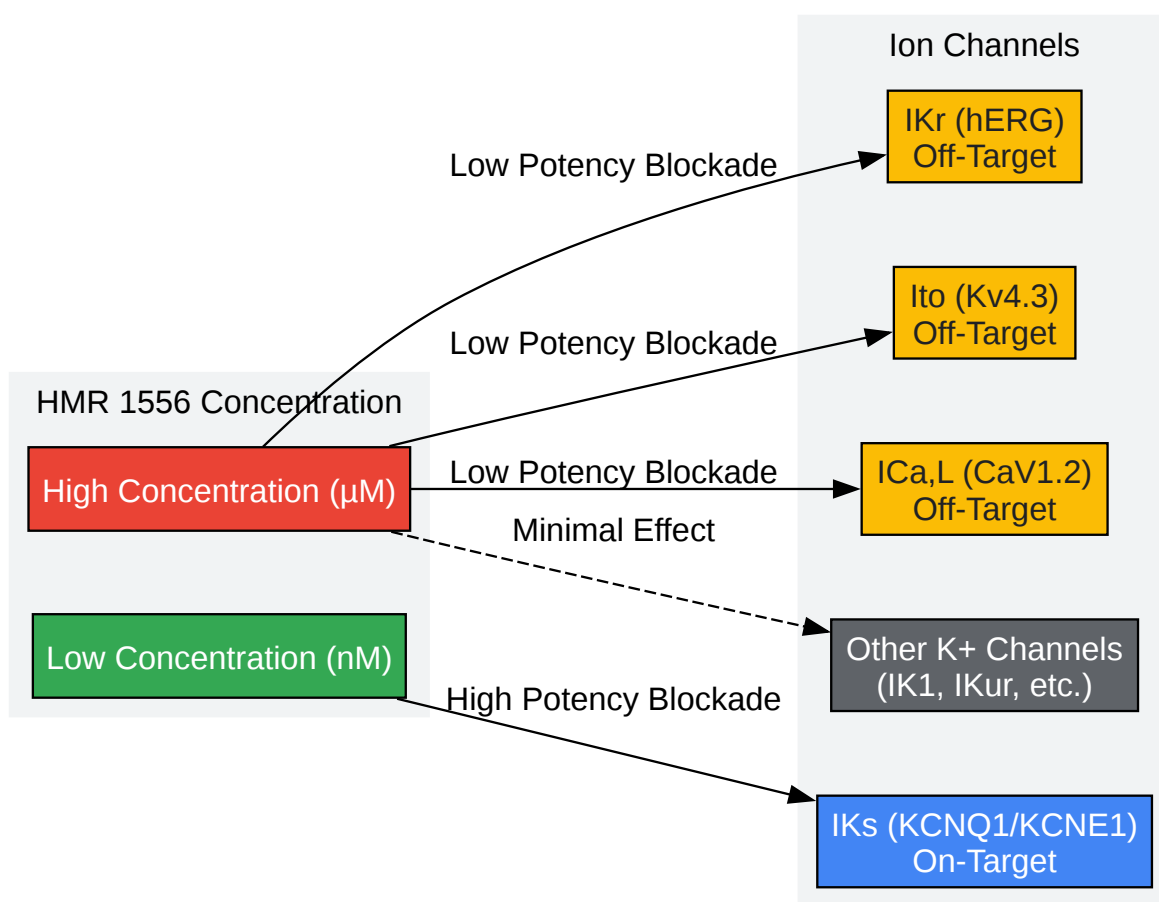 Ion Channels
IKr (hERG)
Off-Target
Low Potency Blockade
Ito (Kv4.3)
Off-Target
Low Potency Blockade
HMR 1556 Concentration
High Concentration (µM)
Low Potency Blockade
ICa,L (CaV1.2)
Off-Target
Minimal Effect
Other K+ Channels
(IK1, IKur, etc.)
Low Concentration (nM)
High Potency Blockade
IKs (KCNQ1/KCNE1)
On-Target